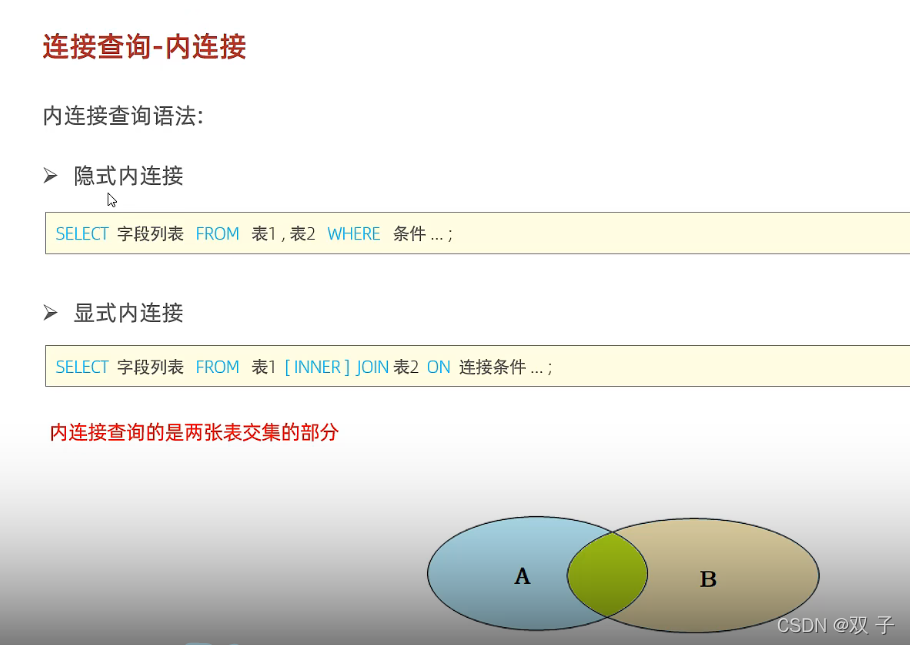 连接查询-内连接
内连接查询语法:
➢ 隐式内连接
SELECT 字段列表 FROM 表1 , 表2 WHERE 条件 ... ;
➢ 显式内连接
SELECT 字段列表 FROM 表1 [ INNER ] JOIN 表2 ON 连接条件 ... ;
内连接查询的是两张表交集的部分
A B
CSDN @双 子